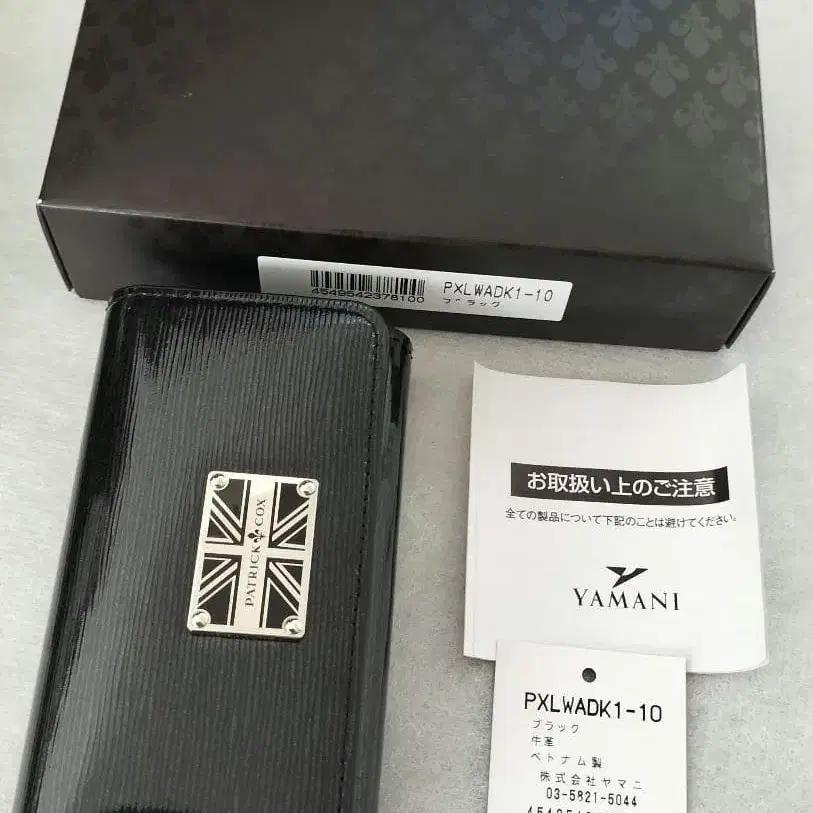 4549542378100
PXLWADK1-10
ブラック
PATRICK COX
お取扱い上のご注意
全ての製品について下記のことは避けてください。
YAMANI
PXLWADK1-10
ブラック
牛革
ベトナム製
株式会社ヤマニ
03-5821-5044